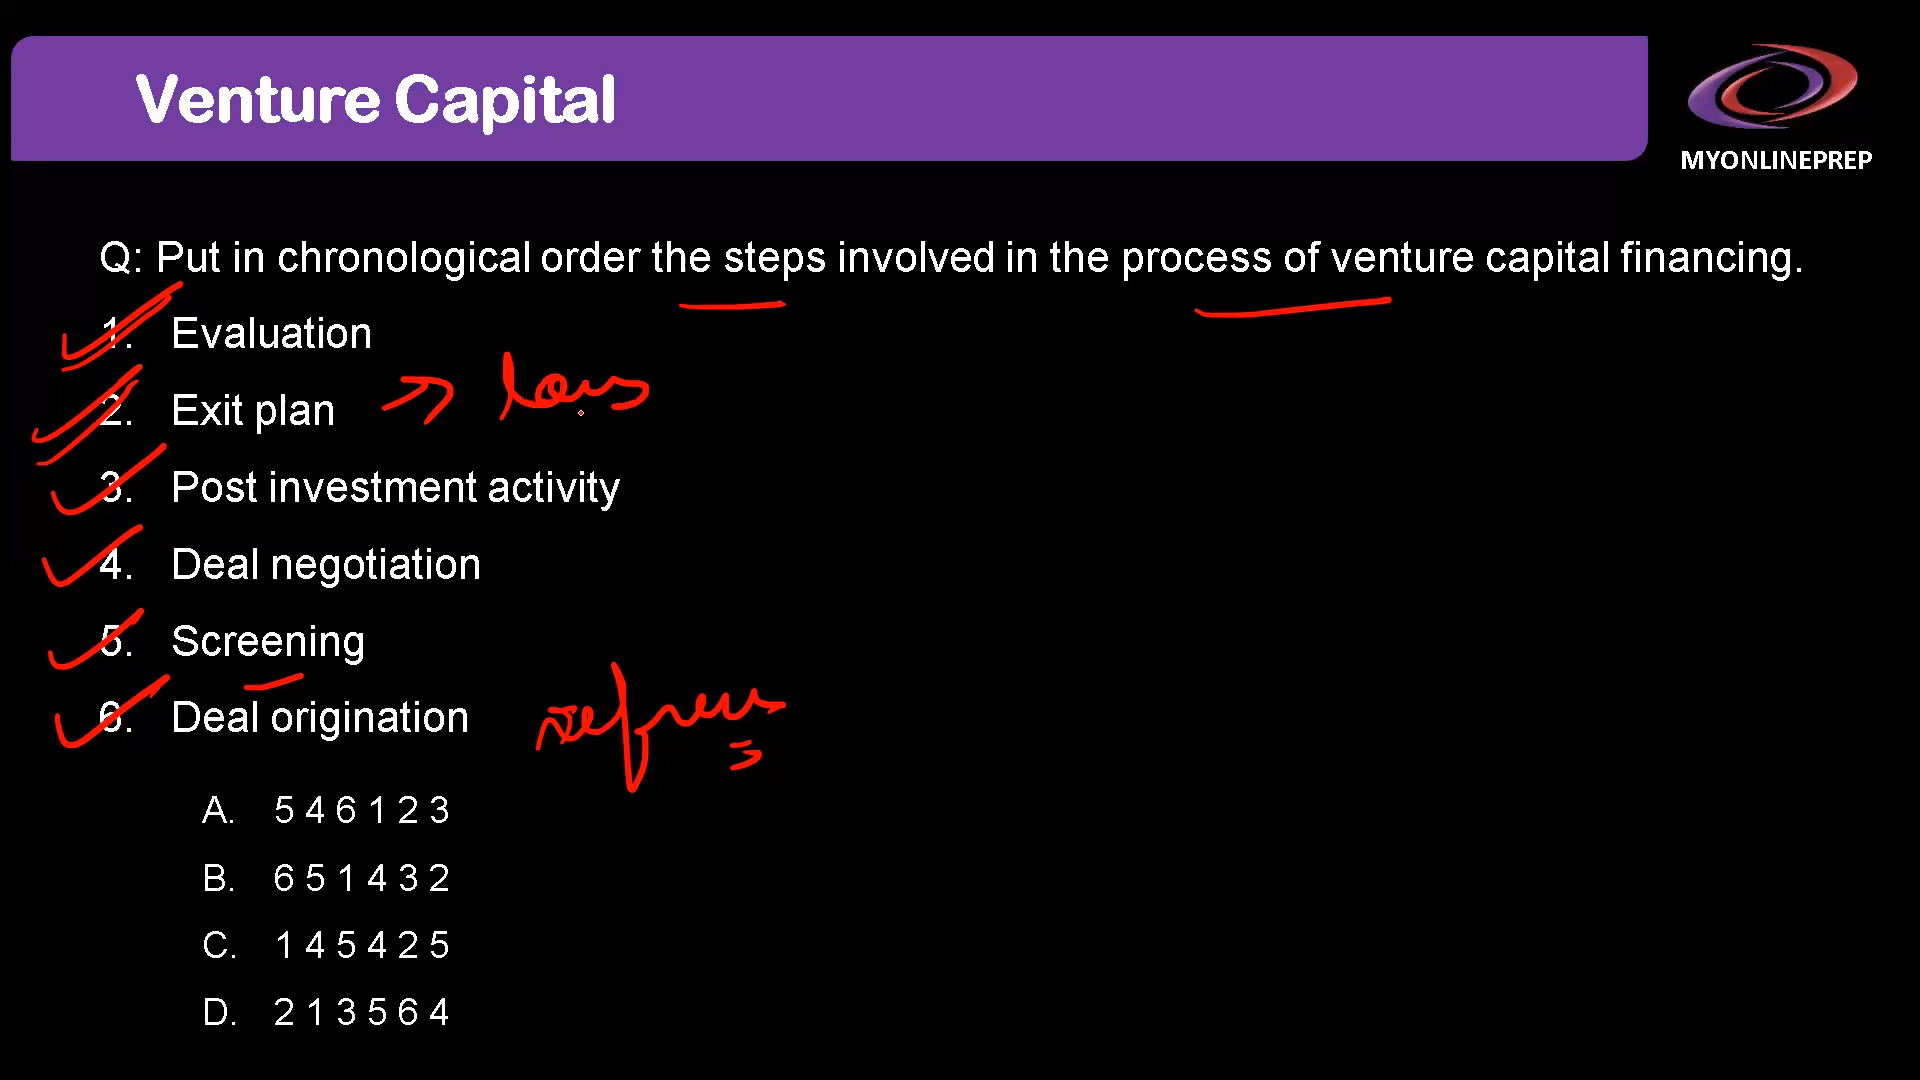 Venture Capital
MYONLINEPREP
Q: Put in chronological order the steps involved in the process of venture capital financing.
1. Evaluation
2. Exit plan
3. Post investment activity
4. Deal negotiation
5. Screening
6. Deal origination
A. 5 4 6 1 2 3
B. 6 5 1 4 3 2
C. 1 4 5 4 2 5
D. 2 1 3 5 6 4